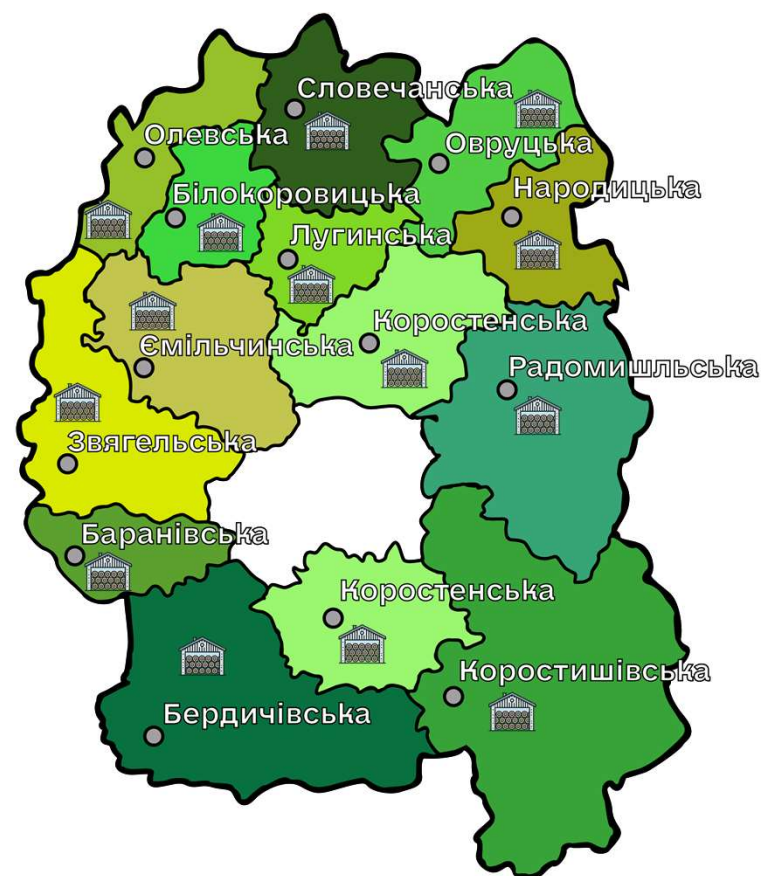 Словечанська
Олевська
Овруцька
Білокоровицька
Народицька
Лугинська
Коростенська
Ємільчинська
Радомишльська
Звягельська
Баранівська
Коростенська
Коростишівська
Бердичівська